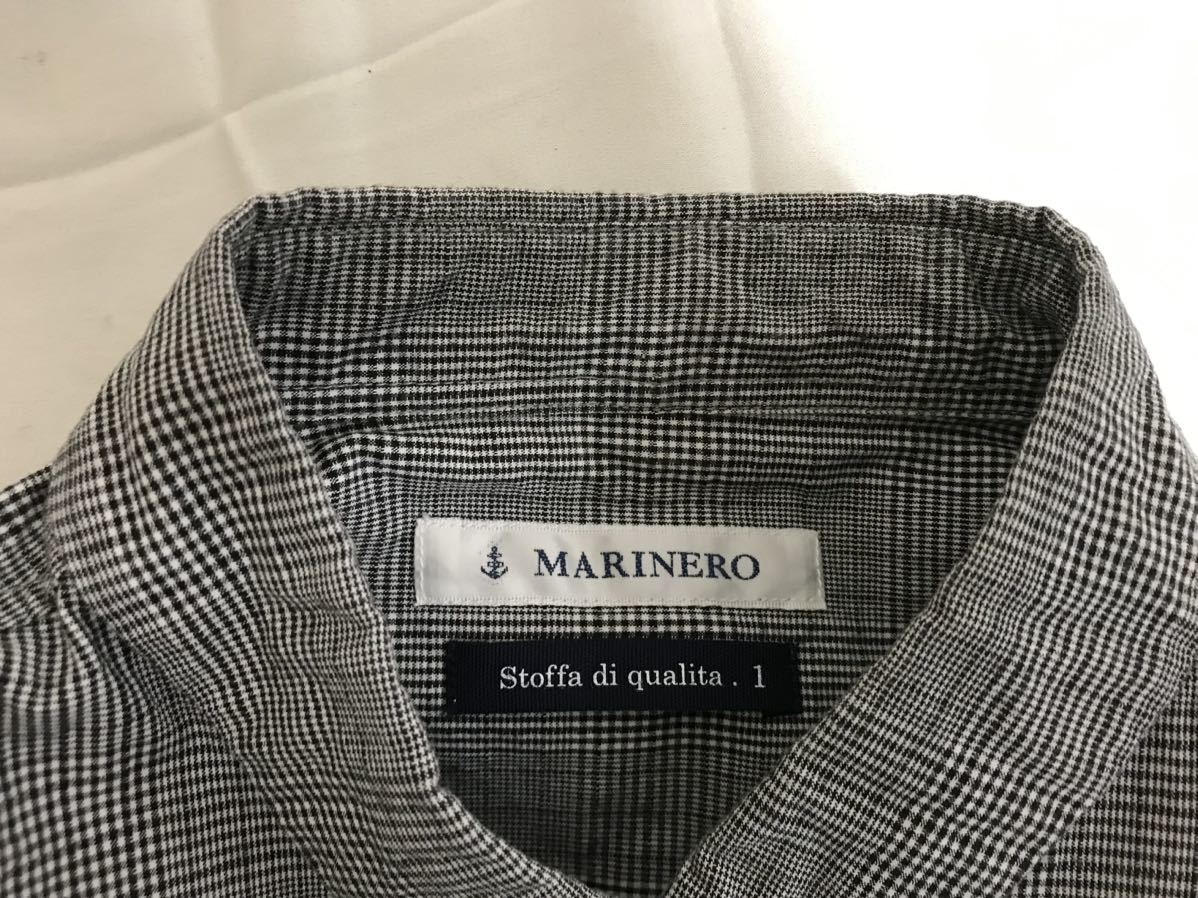 MARINERO
Stoffa di qualita . 1